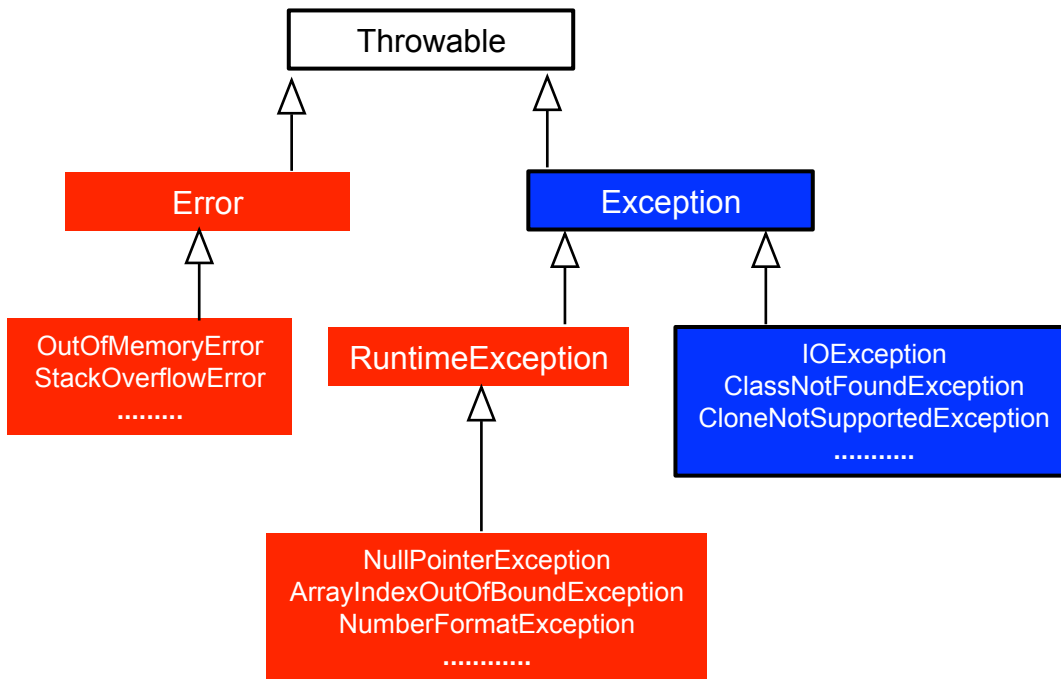 Throwable
Error
Exception
OutOfMemoryError
StackOverflowError
.........
RuntimeException
IOException
ClassNotFoundException
CloneNotSupportedException
...........
NullPointerException
ArrayIndexOutOfBoundException
NumberFormatException
............